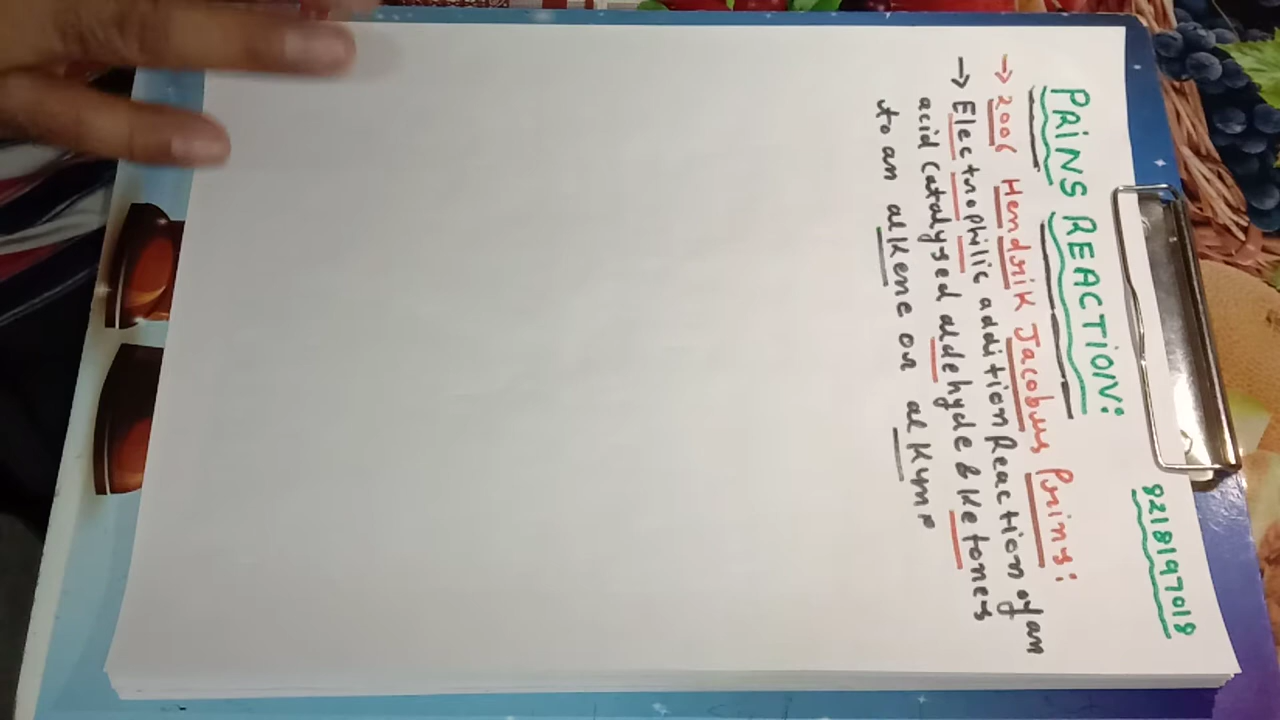 9218197018
PRINS REACTION:
→ 2006 Hendrik Jacobus Prins:
→ Electrophilic addition Reaction of an
acid catalysed aldehyde & Ketones
to an alkene or alkyne